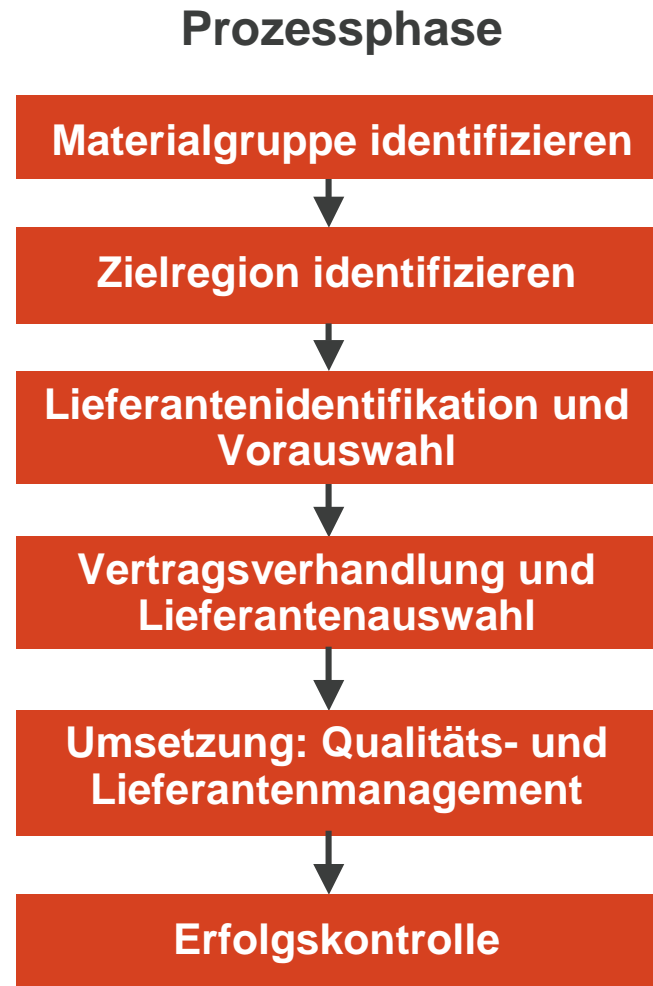 Prozessphase
Materialgruppe identifizieren
Zielregion identifizieren
Lieferantenidentifikation und
Vorauswahl
Vertragsverhandlung und
Lieferantenauswahl
Umsetzung: Qualitäts- und
Lieferantenmanagement
Erfolgskontrolle